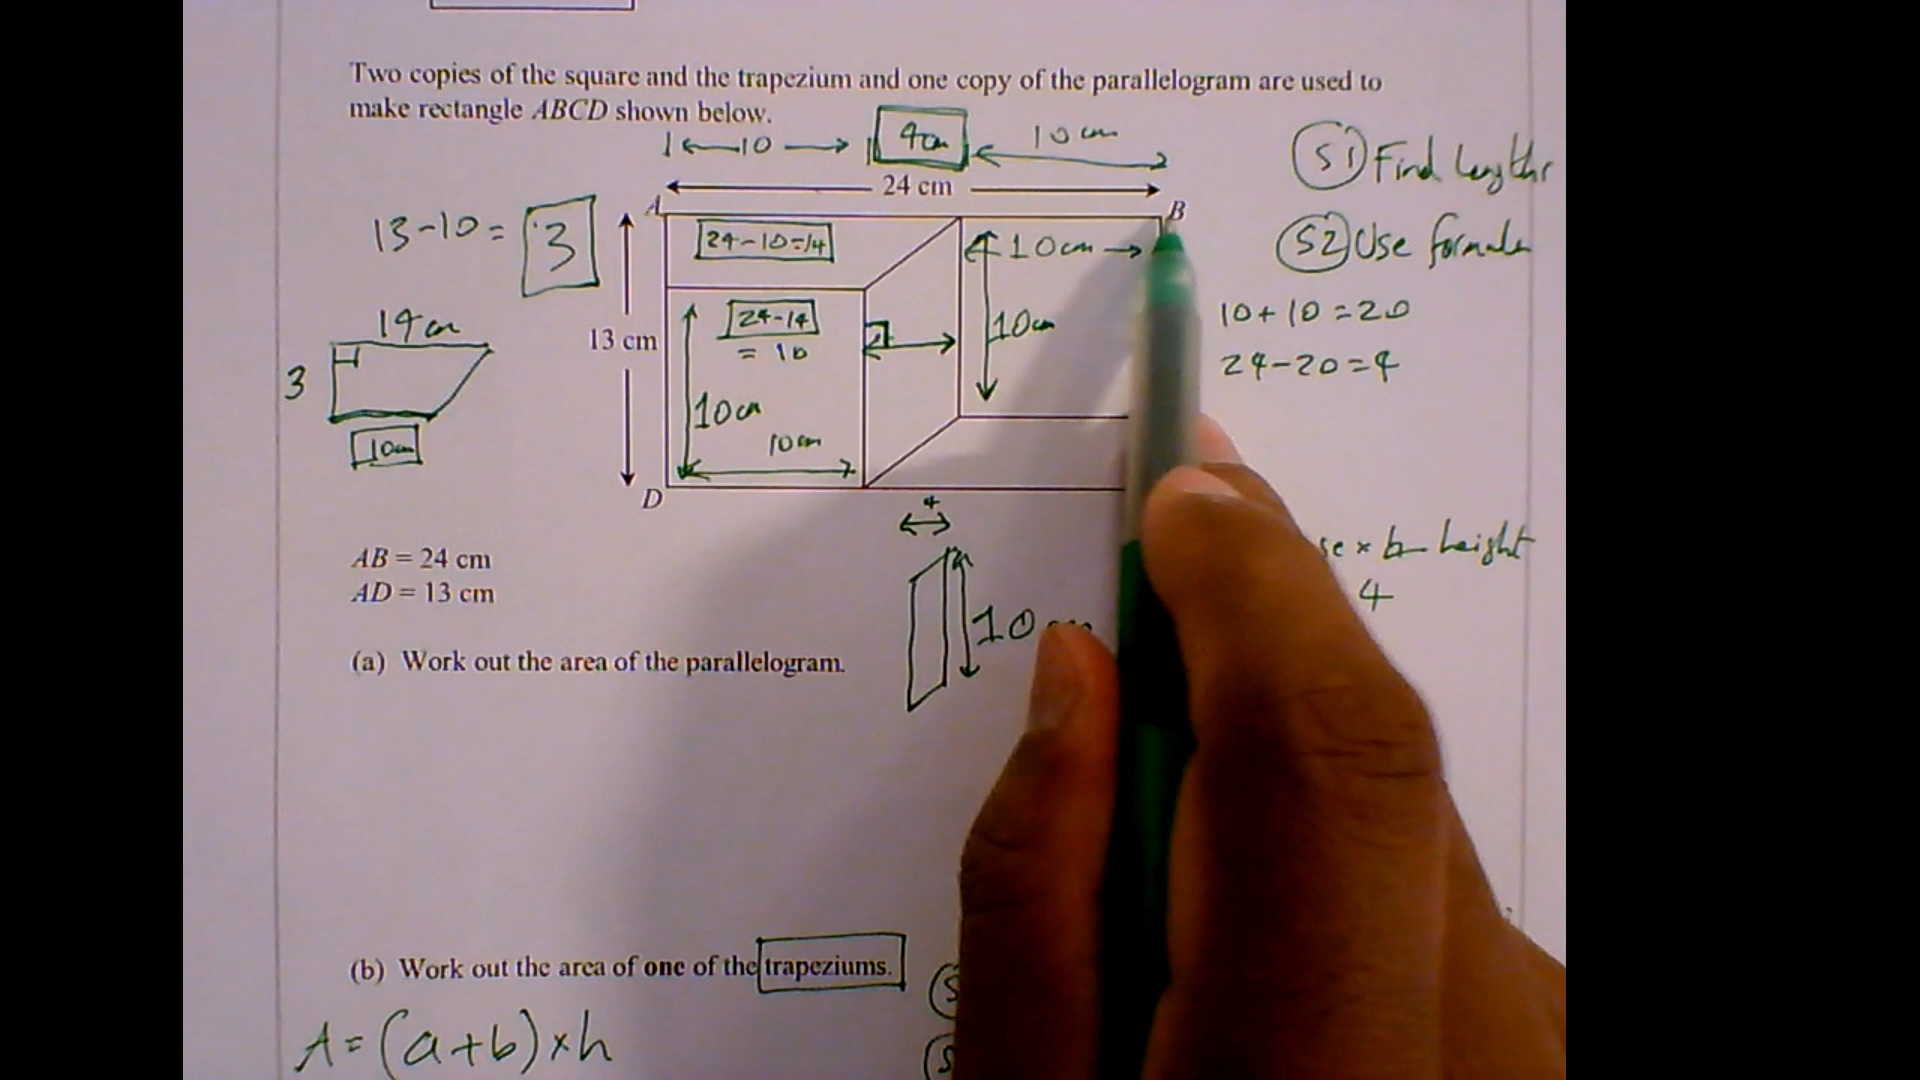 Two copies of the square and the trapezium and one copy of the parallelogram are used to
make rectangle ABCD shown below.
10
4cm
10cm
24 cm
S1 Find lengths
A
B
13-10= 3
24-10=14
10cm
S2 Use formula
10cm
10+10=20
24-20=4
14cm
3
10cm
13 cm
24-14
= 10
10cm
10cm
D
4
AB = 24 cm
AD = 13 cm
× height
4
10
(a) Work out the area of the parallelogram.
(b) Work out the area of one of the trapeziums.
A=(a+b)×h